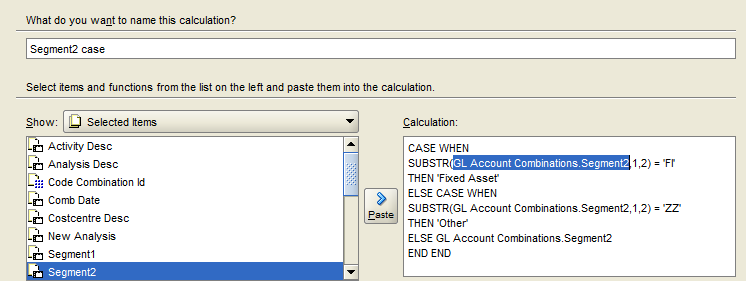 What do you want to name this calculation?
Segment2 case
Select items and functions from the list on the left and paste them into the calculation.
Show: Selected Items
Activity Desc
Analysis Desc
Code Combination Id
Comb Date
Costcentre Desc
New Analysis
Segment1
Segment2
Paste
Calculation:
CASE WHEN
SUBSTR(GL Account Combinations.Segment2,1,2) = 'FI'
THEN 'Fixed Asset'
ELSE CASE WHEN
SUBSTR(GL Account Combinations.Segment2,1,2) = 'ZZ'
THEN 'Other'
ELSE GL Account Combinations.Segment2
END END